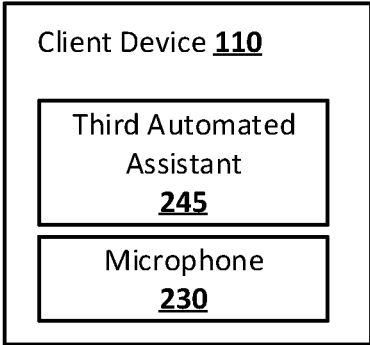 Client Device 110
Third Automated
Assistant
245
Microphone
230